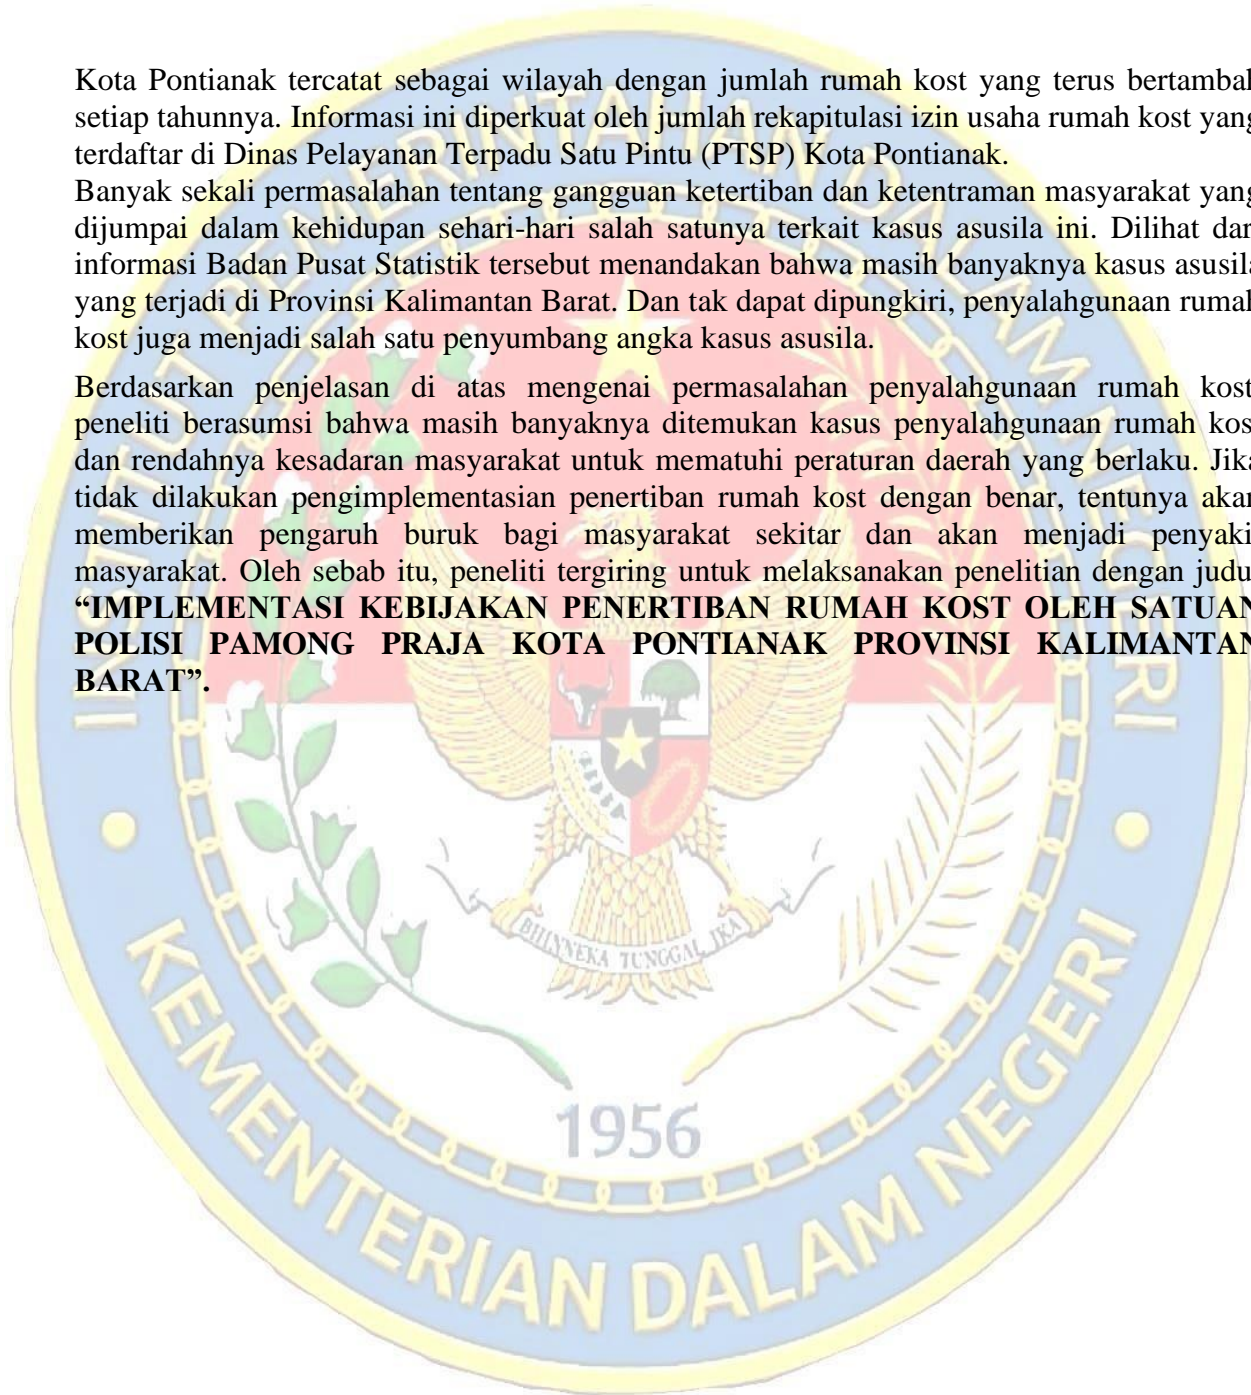 Kota Pontianak tercatat sebagai wilayah dengan jumlah rumah kost yang terus bertambah
setiap tahunnya. Informasi ini diperkuat oleh jumlah rekapitulasi izin usaha rumah kost yang
terdaftar di Dinas Pelayanan Terpadu Satu Pintu (PTSP) Kota Pontianak.
Banyak sekali permasalahan tentang gangguan ketertiban dan ketentraman masyarakat yang
dijumpai dalam kehidupan sehari-hari salah satunya terkait kasus asusila ini. Dilihat dari
informasi Badan Pusat Statistik tersebut menandakan bahwa masih banyaknya kasus asusila
yang terjadi di Provinsi Kalimantan Barat. Dan tak dapat dipungkiri, penyalahgunaan rumah
kost juga menjadi salah satu penyumbang angka kasus asusila.
Berdasarkan penjelasan di atas mengenai permasalahan penyalahgunaan rumah kost
peneliti berasumsi bahwa masih banyaknya ditemukan kasus penyalahgunaan rumah kost
dan rendahnya kesadaran masyarakat untuk mematuhi peraturan daerah yang berlaku. Jika
tidak dilakukan pengimplementasian penertiban rumah kost dengan benar, tentunya akan
memberikan pengaruh buruk bagi masyarakat sekitar dan akan menjadi penyakit
masyarakat. Oleh sebab itu, peneliti tergiring untuk melaksanakan penelitian dengan judul
“IMPLEMENTASI KEBIJAKAN PENERTIBAN RUMAH KOST OLEH SATUAN
POLISI PAMONG PRAJA KOTA PONTIANAK PROVINSI KALIMANTAN
BARAT”.
INSTITUT PEMERINTAHAN DALAM NEGERI
BHINNEKA TUNGGAL IKA
1956
KEMENTERIAN DALAM NEGERI